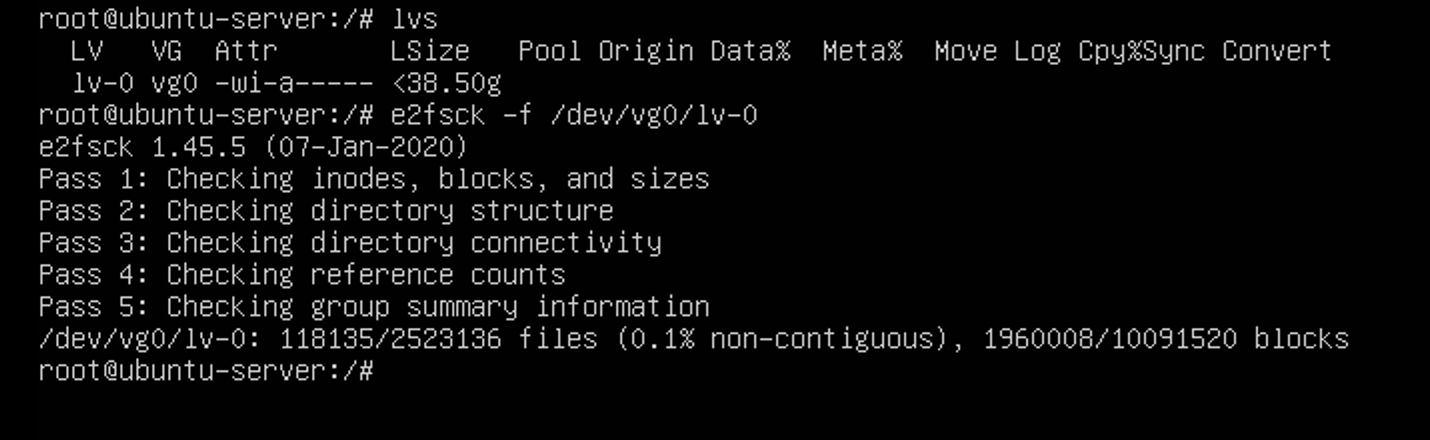 root@ubuntu-server:/# lvs
  LV   VG  Attr       LSize   Pool Origin Data%  Meta%  Move Log Cpy%Sync Convert
  lv-0 vg0 -wi-a----- <38.50g
root@ubuntu-server:/# e2fsck -f /dev/vg0/lv-0
e2fsck 1.45.5 (07-Jan-2020)
Pass 1: Checking inodes, blocks, and sizes
Pass 2: Checking directory structure
Pass 3: Checking directory connectivity
Pass 4: Checking reference counts
Pass 5: Checking group summary information
/dev/vg0/lv-0: 118135/2523136 files (0.1% non-contiguous), 1960008/10091520 blocks
root@ubuntu-server:/#